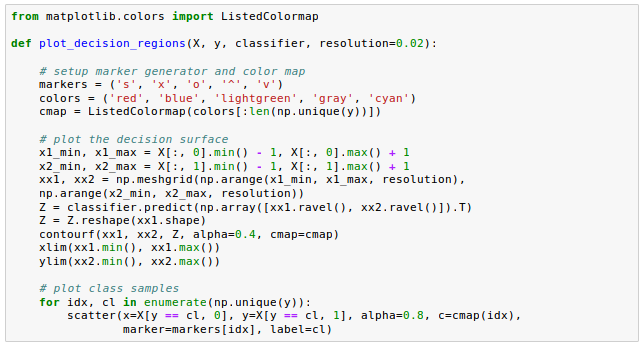 from matplotlib.colors import ListedColormap

def plot_decision_regions(X, y, classifier, resolution=0.02):

    # setup marker generator and color map
    markers = ('s', 'x', 'o', '^', 'v')
    colors = ('red', 'blue', 'lightgreen', 'gray', 'cyan')
    cmap = ListedColormap(colors[:len(np.unique(y))])

    # plot the decision surface
    x1_min, x1_max = X[:, 0].min() - 1, X[:, 0].max() + 1
    x2_min, x2_max = X[:, 1].min() - 1, X[:, 1].max() + 1
    xx1, xx2 = np.meshgrid(np.arange(x1_min, x1_max, resolution),
    np.arange(x2_min, x2_max, resolution))
    Z = classifier.predict(np.array([xx1.ravel(), xx2.ravel()]).T)
    Z = Z.reshape(xx1.shape)
    contourf(xx1, xx2, Z, alpha=0.4, cmap=cmap)
    xlim(xx1.min(), xx1.max())
    ylim(xx2.min(), xx2.max())

    # plot class samples
    for idx, cl in enumerate(np.unique(y)):
        scatter(x=X[y == cl, 0], y=X[y == cl, 1], alpha=0.8, c=cmap(idx),
                marker=markers[idx], label=cl)